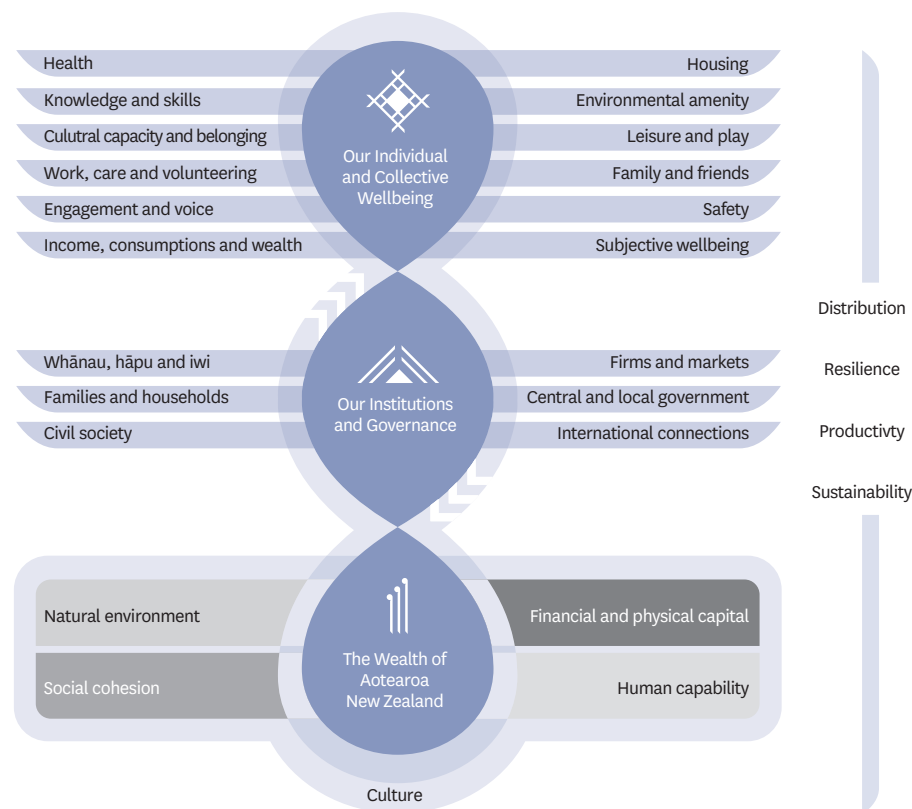 Health
Housing
Knowledge and skills
Environmental amenity
Culutral capacity and belonging
Leisure and play
Work, care and volunteering
Family and friends
Engagement and voice
Safety
Income, consumptions and wealth
Subjective wellbeing
Our Individual
and Collective
Wellbeing
Whānau, hāpu and iwi
Firms and markets
Families and households
Central and local government
Civil society
International connections
Our Institutions
and Governance
Natural environment
Financial and physical capital
Social cohesion
Human capability
The Wealth of
Aotearoa
New Zealand
Culture
Distribution
Resilience
Productivty
Sustainability